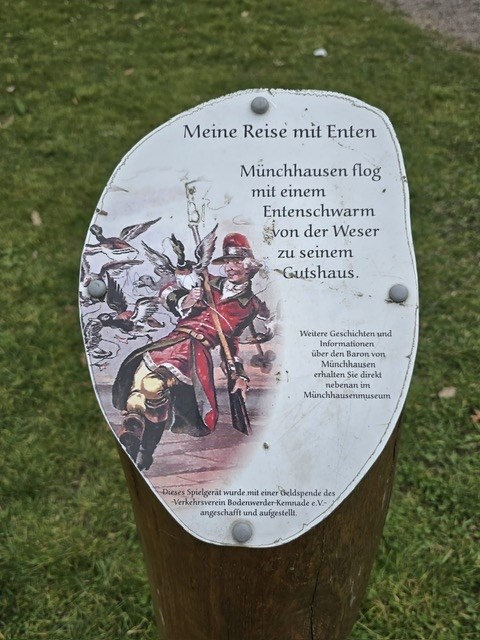 Meine Reise mit Enten
Münchhausen flog
mit einem
Entenschwarm
von der Weser
zu seinem
Gutshaus.
Weitere Geschichten und
Informationen
über den Baron von
Münchhausen
erhalten Sie direkt
nebenan im
Münchhausenmuseum
Dieses Spielgerät wurde mit einer Geldspende des
-Verkehrsverein Bodenwerder-Kemnade e.V.-
angeschafft und aufgestellt.